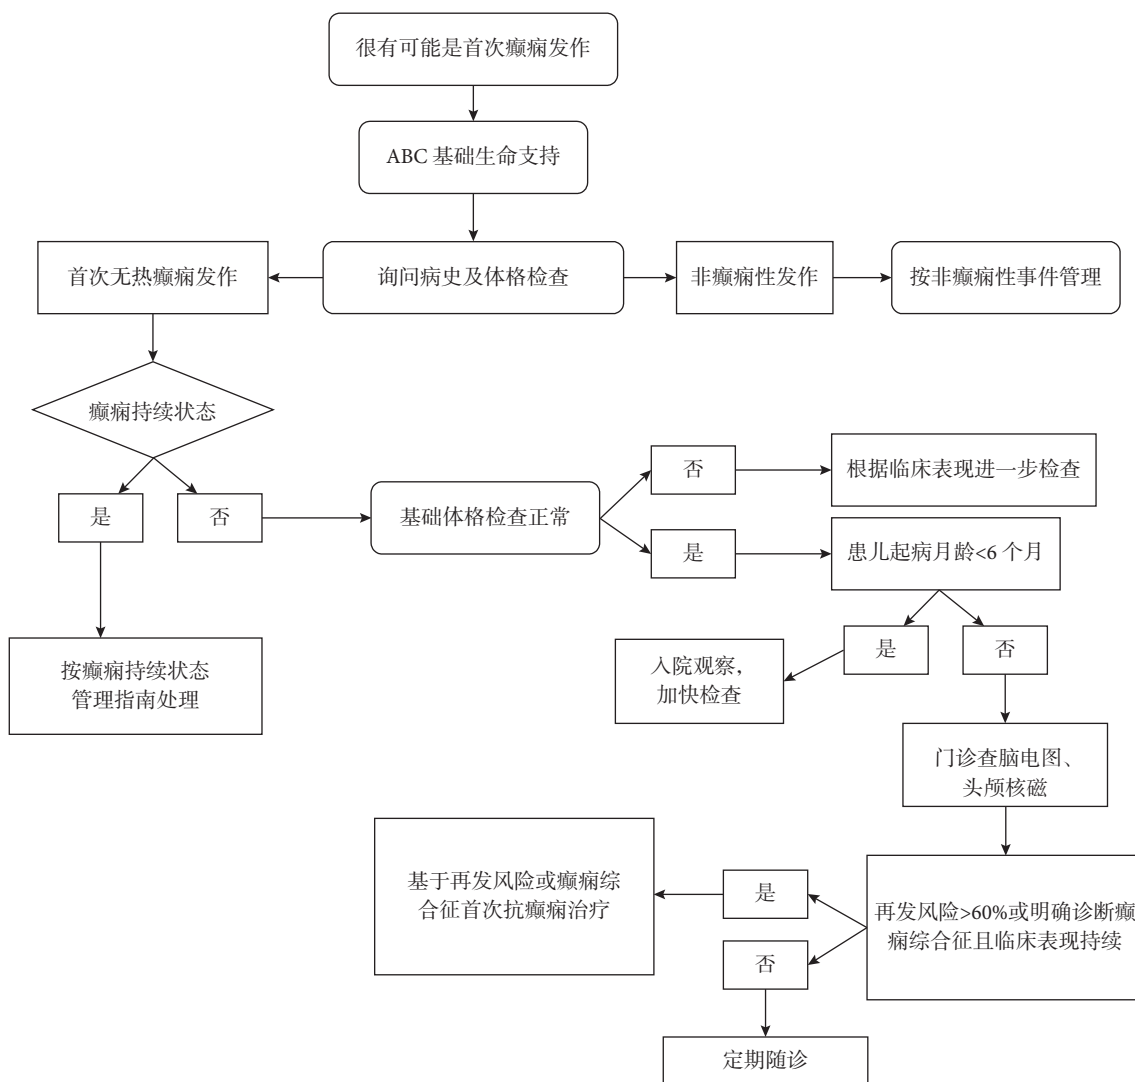 很有可能是首次癫痫发作
ABC 基础生命支持
首次无热癫痫发作
询问病史及体格检查
非癫痫性发作
按非癫痫性事件管理
癫痫持续状态
是
否
基础体格检查正常
否
根据临床表现进一步检查
是
患儿起病月龄<6 个月
按癫痫持续状态
管理指南处理
入院观察，
加快检查
是
否
门诊查脑电图、
头颅核磁
基于再发风险或癫痫综
合征首次抗癫痫治疗
是
否
再发风险>60%或明确诊断癫
痫综合征且临床表现持续
定期随诊